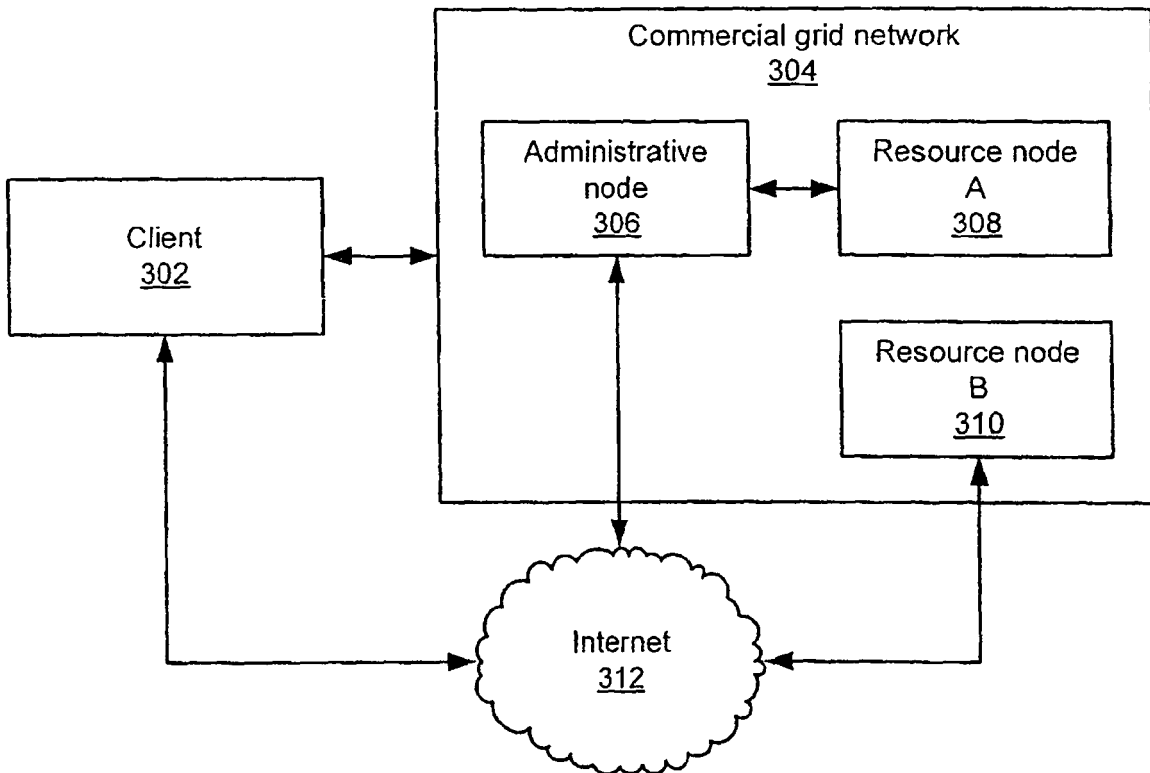 Commercial grid network
304
Administrative
node
306
Resource node
A
308
Client
302
Resource node
B
310
Internet
312